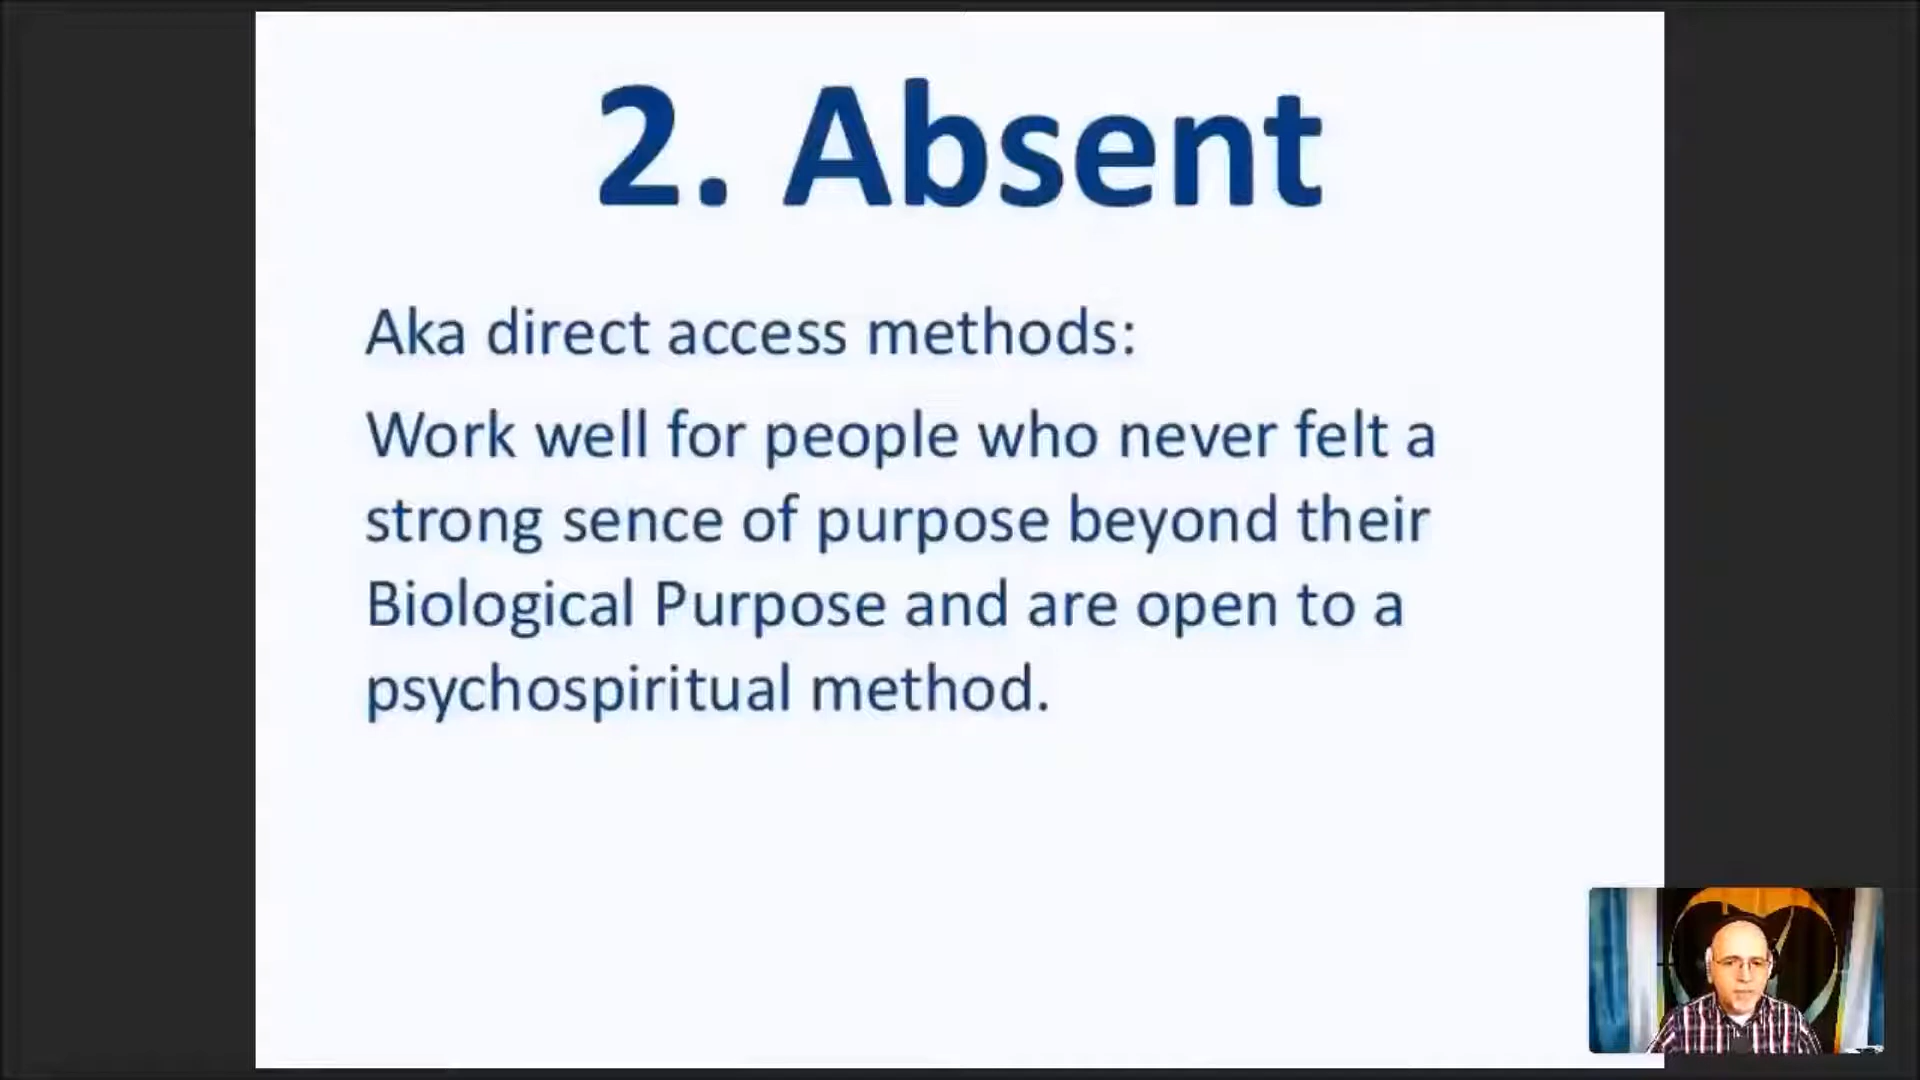 2. Absent
Aka direct access methods:
Work well for people who never felt a
strong sence of purpose beyond their
Biological Purpose and are open to a
psychospiritual method.